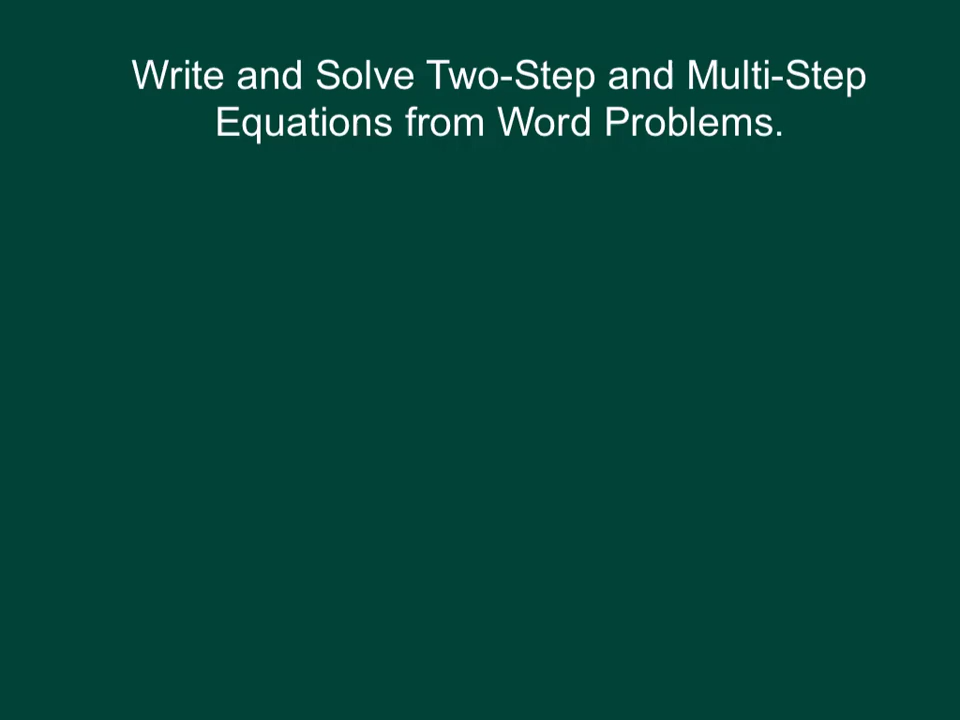 Write and Solve Two-Step and Multi-Step
Equations from Word Problems.